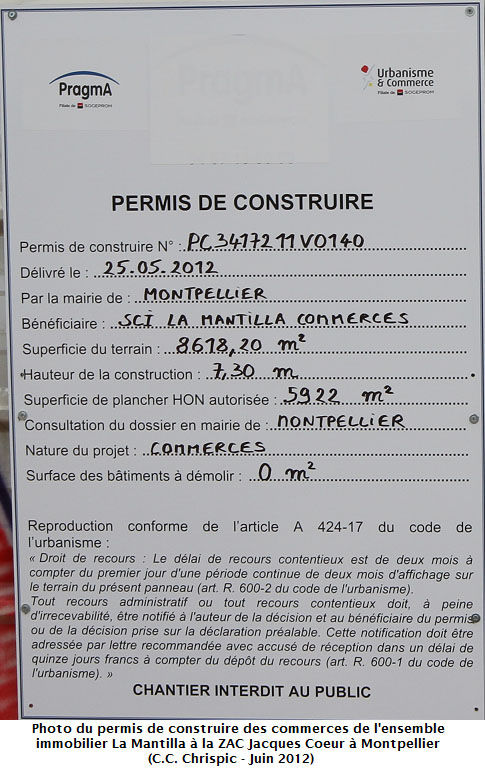 PragmA
Filiale de SOGEPROM
PragmA
Urbanisme
& Commerce
Filiale de SOGEPROM
PERMIS DE CONSTRUIRE
Permis de construire N° : PC3417211V0140
Délivré le : 25.05.2012
Par la mairie de : MONTPELLIER
Bénéficiaire : SCI LA MANTILLA COMMERCES
Superficie du terrain : 8618,20 m²
Hauteur de la construction : 7,30 m
Superficie de plancher HON autorisée : 5922 m²
Consultation du dossier en mairie de : MONTPELLIER
Nature du projet : COMMERCES
Surface des bâtiments à démolir : 0 m²
Reproduction conforme de l'article A 424-17 du code de
l'urbanisme :
« Droit de recours : Le délai de recours contentieux est de deux mois à
compter du premier jour d'une période continue de deux mois d'affichage sur
le terrain du présent panneau (art. R. 600-2 du code de l'urbanisme).
Tout recours administratif ou tout recours contentieux doit, à peine
d'irrecevabilité, être notifié à l'auteur de la décision et au bénéficiaire du permis
ou de la décision prise sur la déclaration préalable. Cette notification doit être
adressée par lettre recommandée avec accusé de réception dans un délai de
quinze jours francs à compter du dépôt du recours (art. R. 600-1 du code de
l'urbanisme). »
CHANTIER INTERDIT AU PUBLIC
Photo du permis de construire des commerces de l'ensemble
immobilier La Mantilla à la ZAC Jacques Coeur à Montpellier
(C.C. Chrispic - Juin 2012)